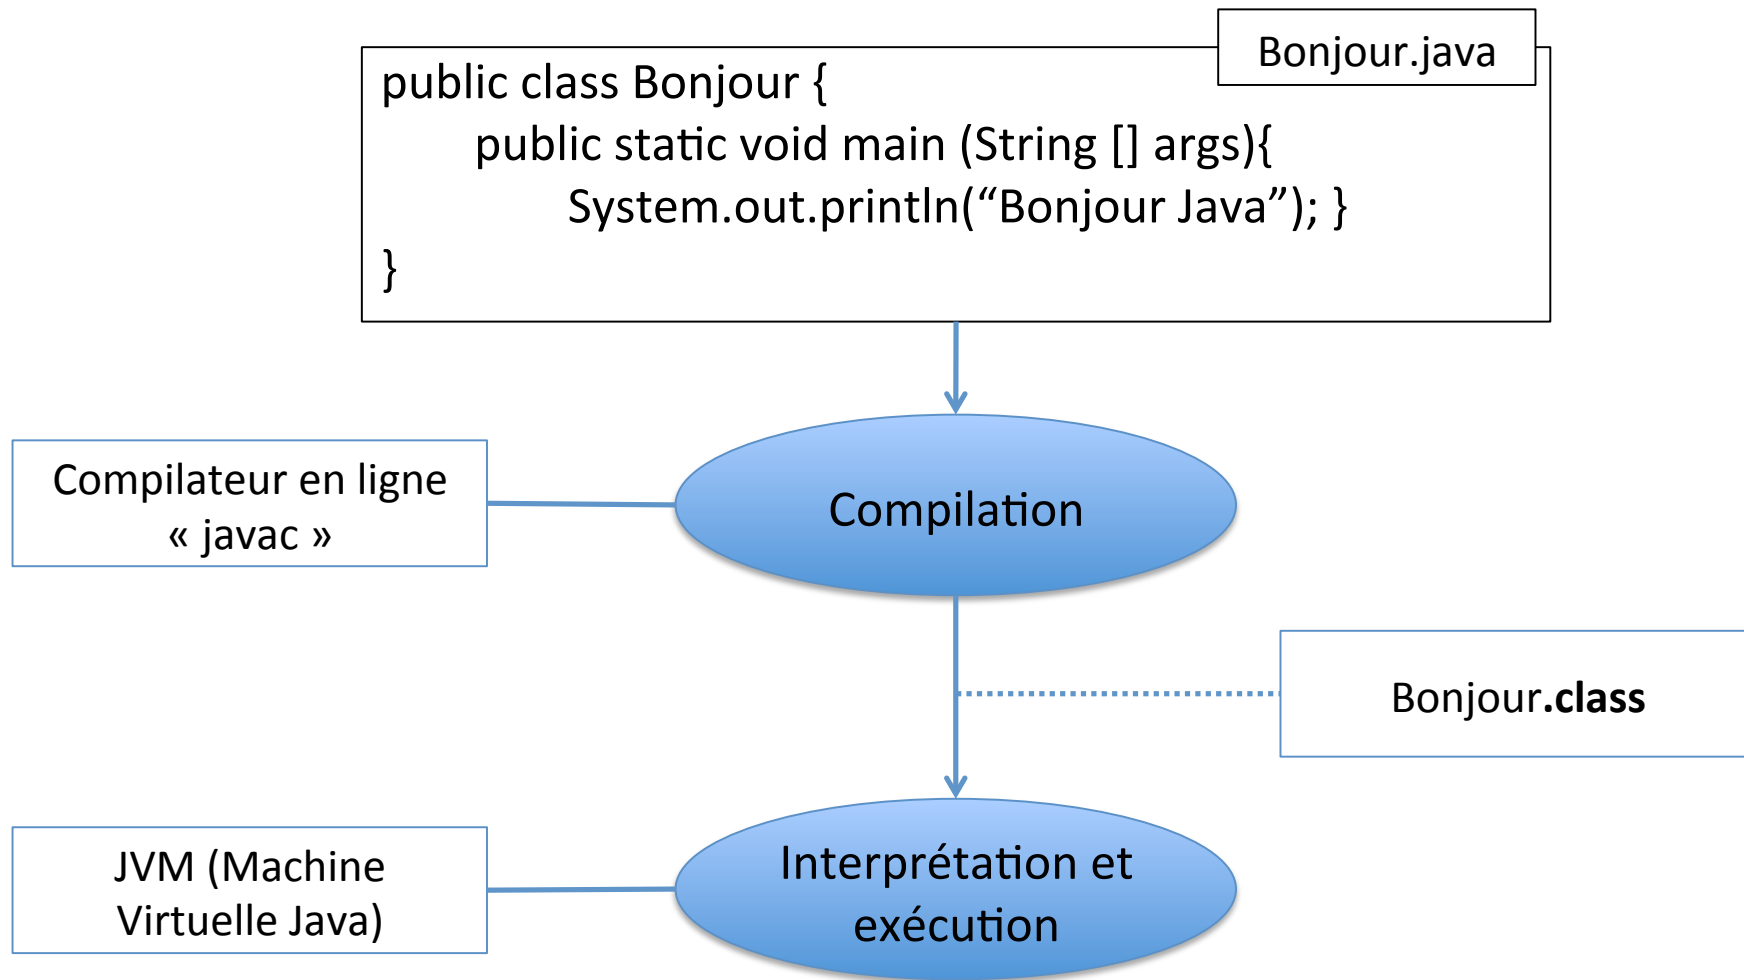 Bonjour.java
public class Bonjour {
public static void main (String [] args){
System.out.println(“Bonjour Java”); }
}
Compilateur en ligne
« javac »
Compilation
Bonjour.class
JVM (Machine
Virtuelle Java)
Interprétation et
exécution